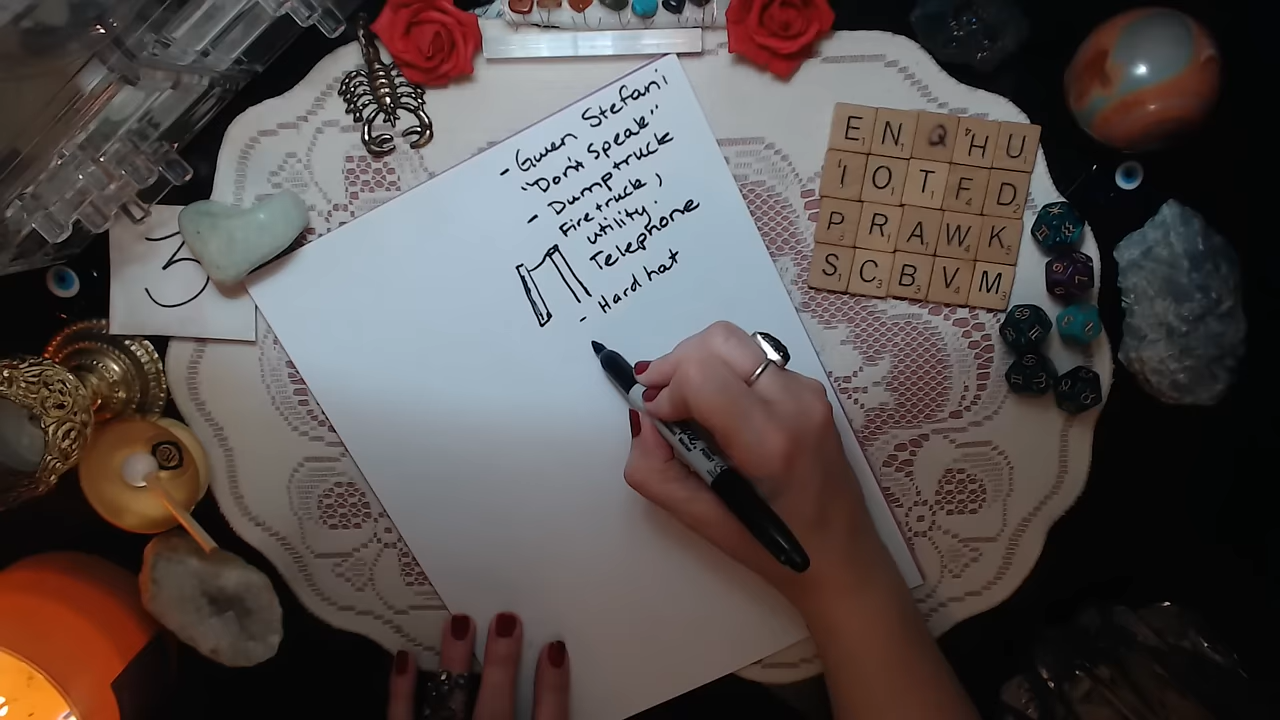 - Gwen Stefani
"Don't Speak"
- Dumptruck
Firetruck,
utility.
Telephone
- Hard hat
3
E N Q H U
I O T F D
P R A W K
S C B V M